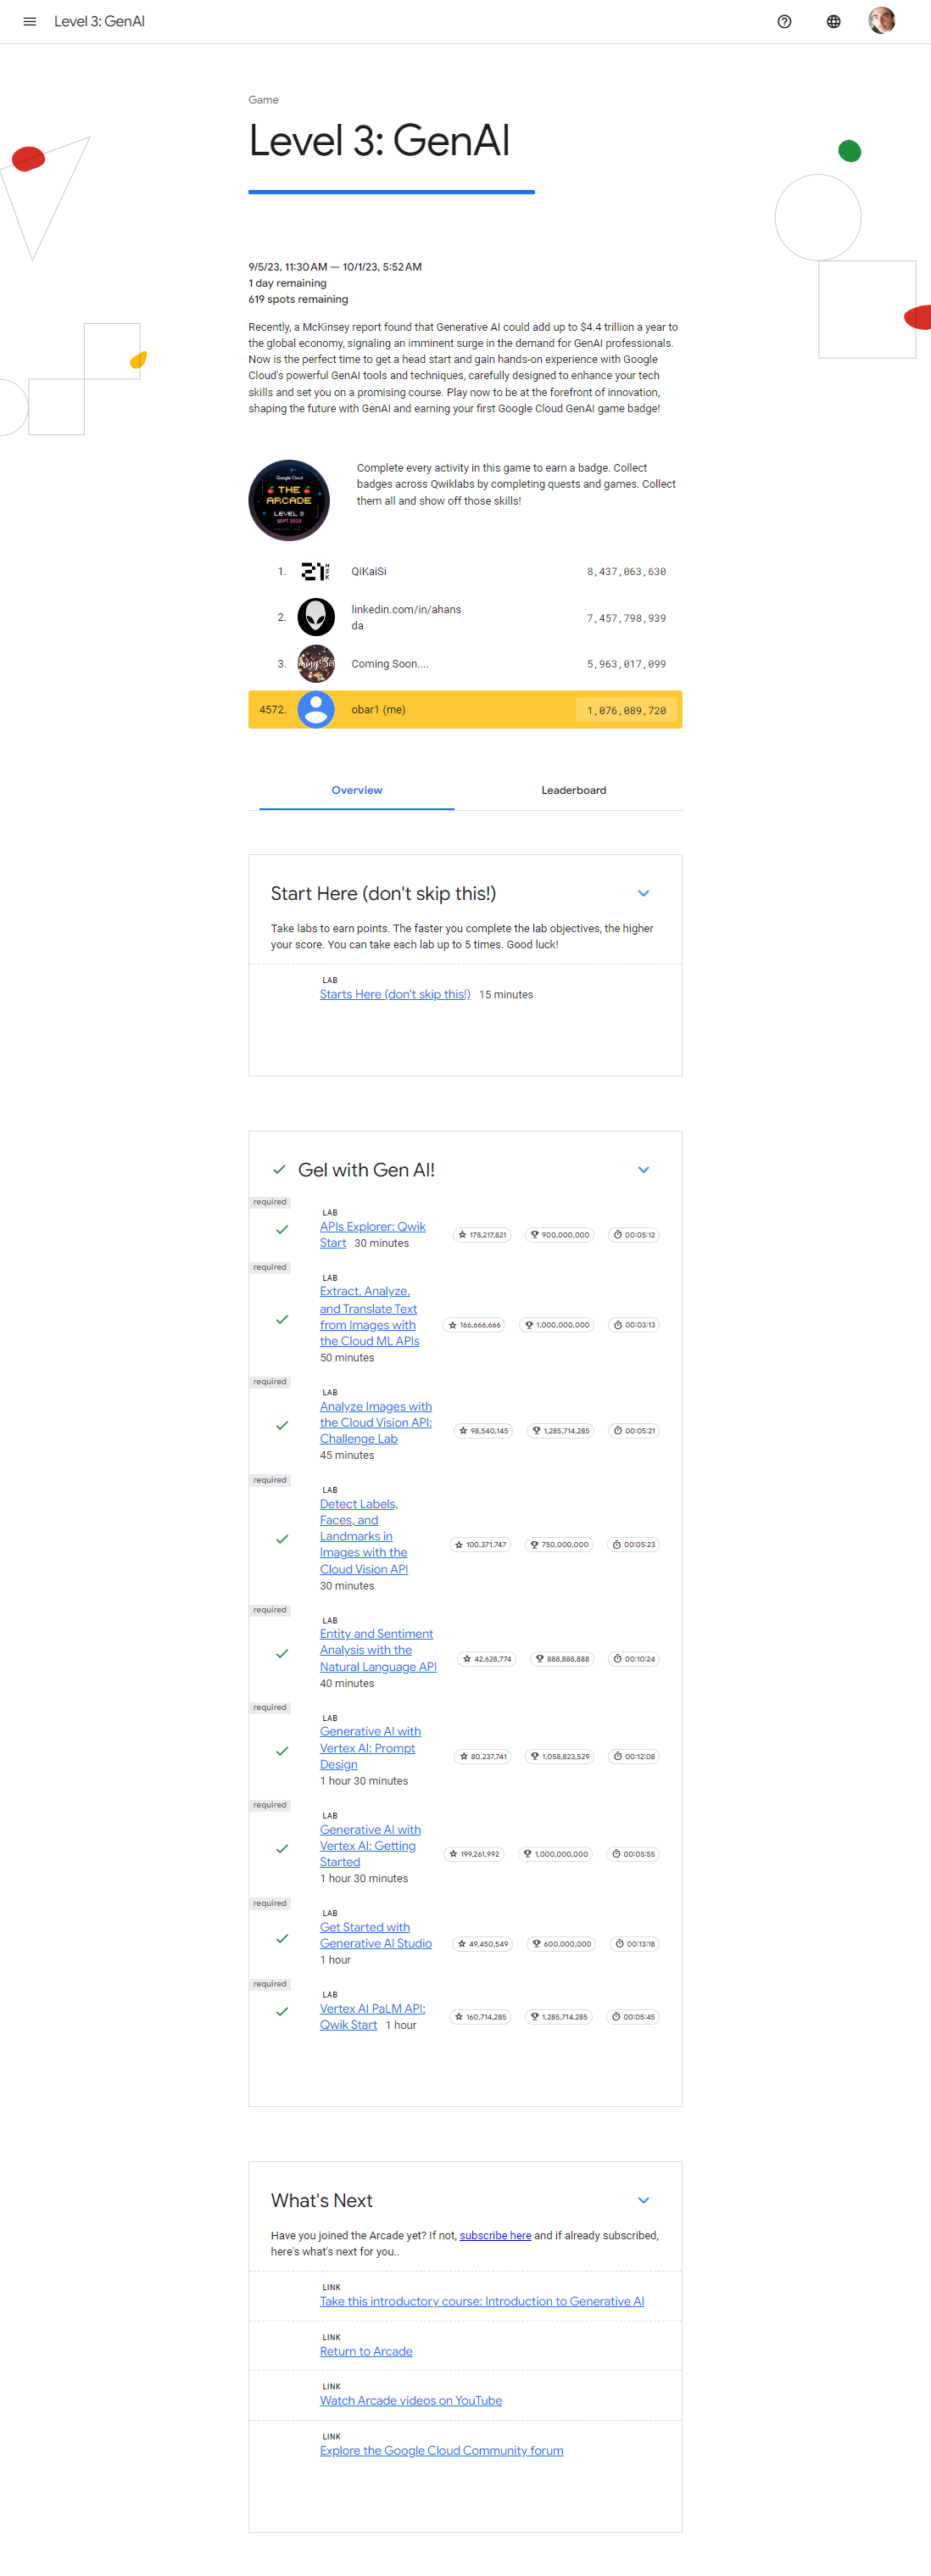 Level 3: GenAI
Game
Level 3: GenAI
9/5/23, 11:30 AM — 10/1/23, 5:52 AM
1 day remaining
619 spots remaining
Recently, a McKinsey report found that Generative AI could add up to $4.4 trillion a year to
the global economy, signaling an imminent surge in the demand for GenAI professionals.
Now is the perfect time to get a head start and gain hands-on experience with Google
Cloud's powerful GenAI tools and techniques, carefully designed to enhance your tech
skills and set you on a promising course. Play now to be at the forefront of innovation,
shaping the future with GenAI and earning your first Google Cloud GenAI game badge!
Google Cloud
THE
ARCADE
LEVEL 3
SEPT 2023
Complete every activity in this game to earn a badge. Collect
badges across Qwiklabs by completing quests and games. Collect
them all and show off those skills!
1. QiKaiSi 8,437,063,630
2. linkedin.com/in/ahans
da 7,457,798,939
3. Coming Soon.... 5,963,017,099
4572. obar1 (me) 1,076,089,720
Overview Leaderboard
Start Here (don't skip this!)
Take labs to earn points. The faster you complete the lab objectives, the higher
your score. You can take each lab up to 5 times. Good luck!
LAB
Starts Here (don't skip this!) 15 minutes
Gel with Gen AI!
required
LAB
APIs Explorer: Qwik
Start 30 minutes
178,217,821 900,000,000 00:05:12
required
LAB
Extract, Analyze,
and Translate Text
from Images with
the Cloud ML APIs
50 minutes
166,666,666 1,000,000,000 00:03:13
required
LAB
Analyze Images with
the Cloud Vision API:
Challenge Lab
45 minutes
98,540,145 1,285,714,285 00:05:21
required
LAB
Detect Labels,
Faces, and
Landmarks in
Images with the
Cloud Vision API
30 minutes
100,371,747 750,000,000 00:05:23
required
LAB
Entity and Sentiment
Analysis with the
Natural Language API
40 minutes
42,628,774 888,888,888 00:10:24
required
LAB
Generative AI with
Vertex AI: Prompt
Design
1 hour 30 minutes
80,237,741 1,058,823,529 00:12:08
required
LAB
Generative AI with
Vertex AI: Getting
Started
1 hour 30 minutes
199,261,992 1,000,000,000 00:05:55
required
LAB
Get Started with
Generative AI Studio
1 hour
49,450,549 600,000,000 00:13:18
required
LAB
Vertex AI PaLM API:
Qwik Start 1 hour
160,714,285 1,285,714,285 00:05:45
What's Next
Have you joined the Arcade yet? If not, subscribe here and if already subscribed,
here's what's next for you..
LINK
Take this introductory course: Introduction to Generative AI
LINK
Return to Arcade
LINK
Watch Arcade videos on YouTube
LINK
Explore the Google Cloud Community forum